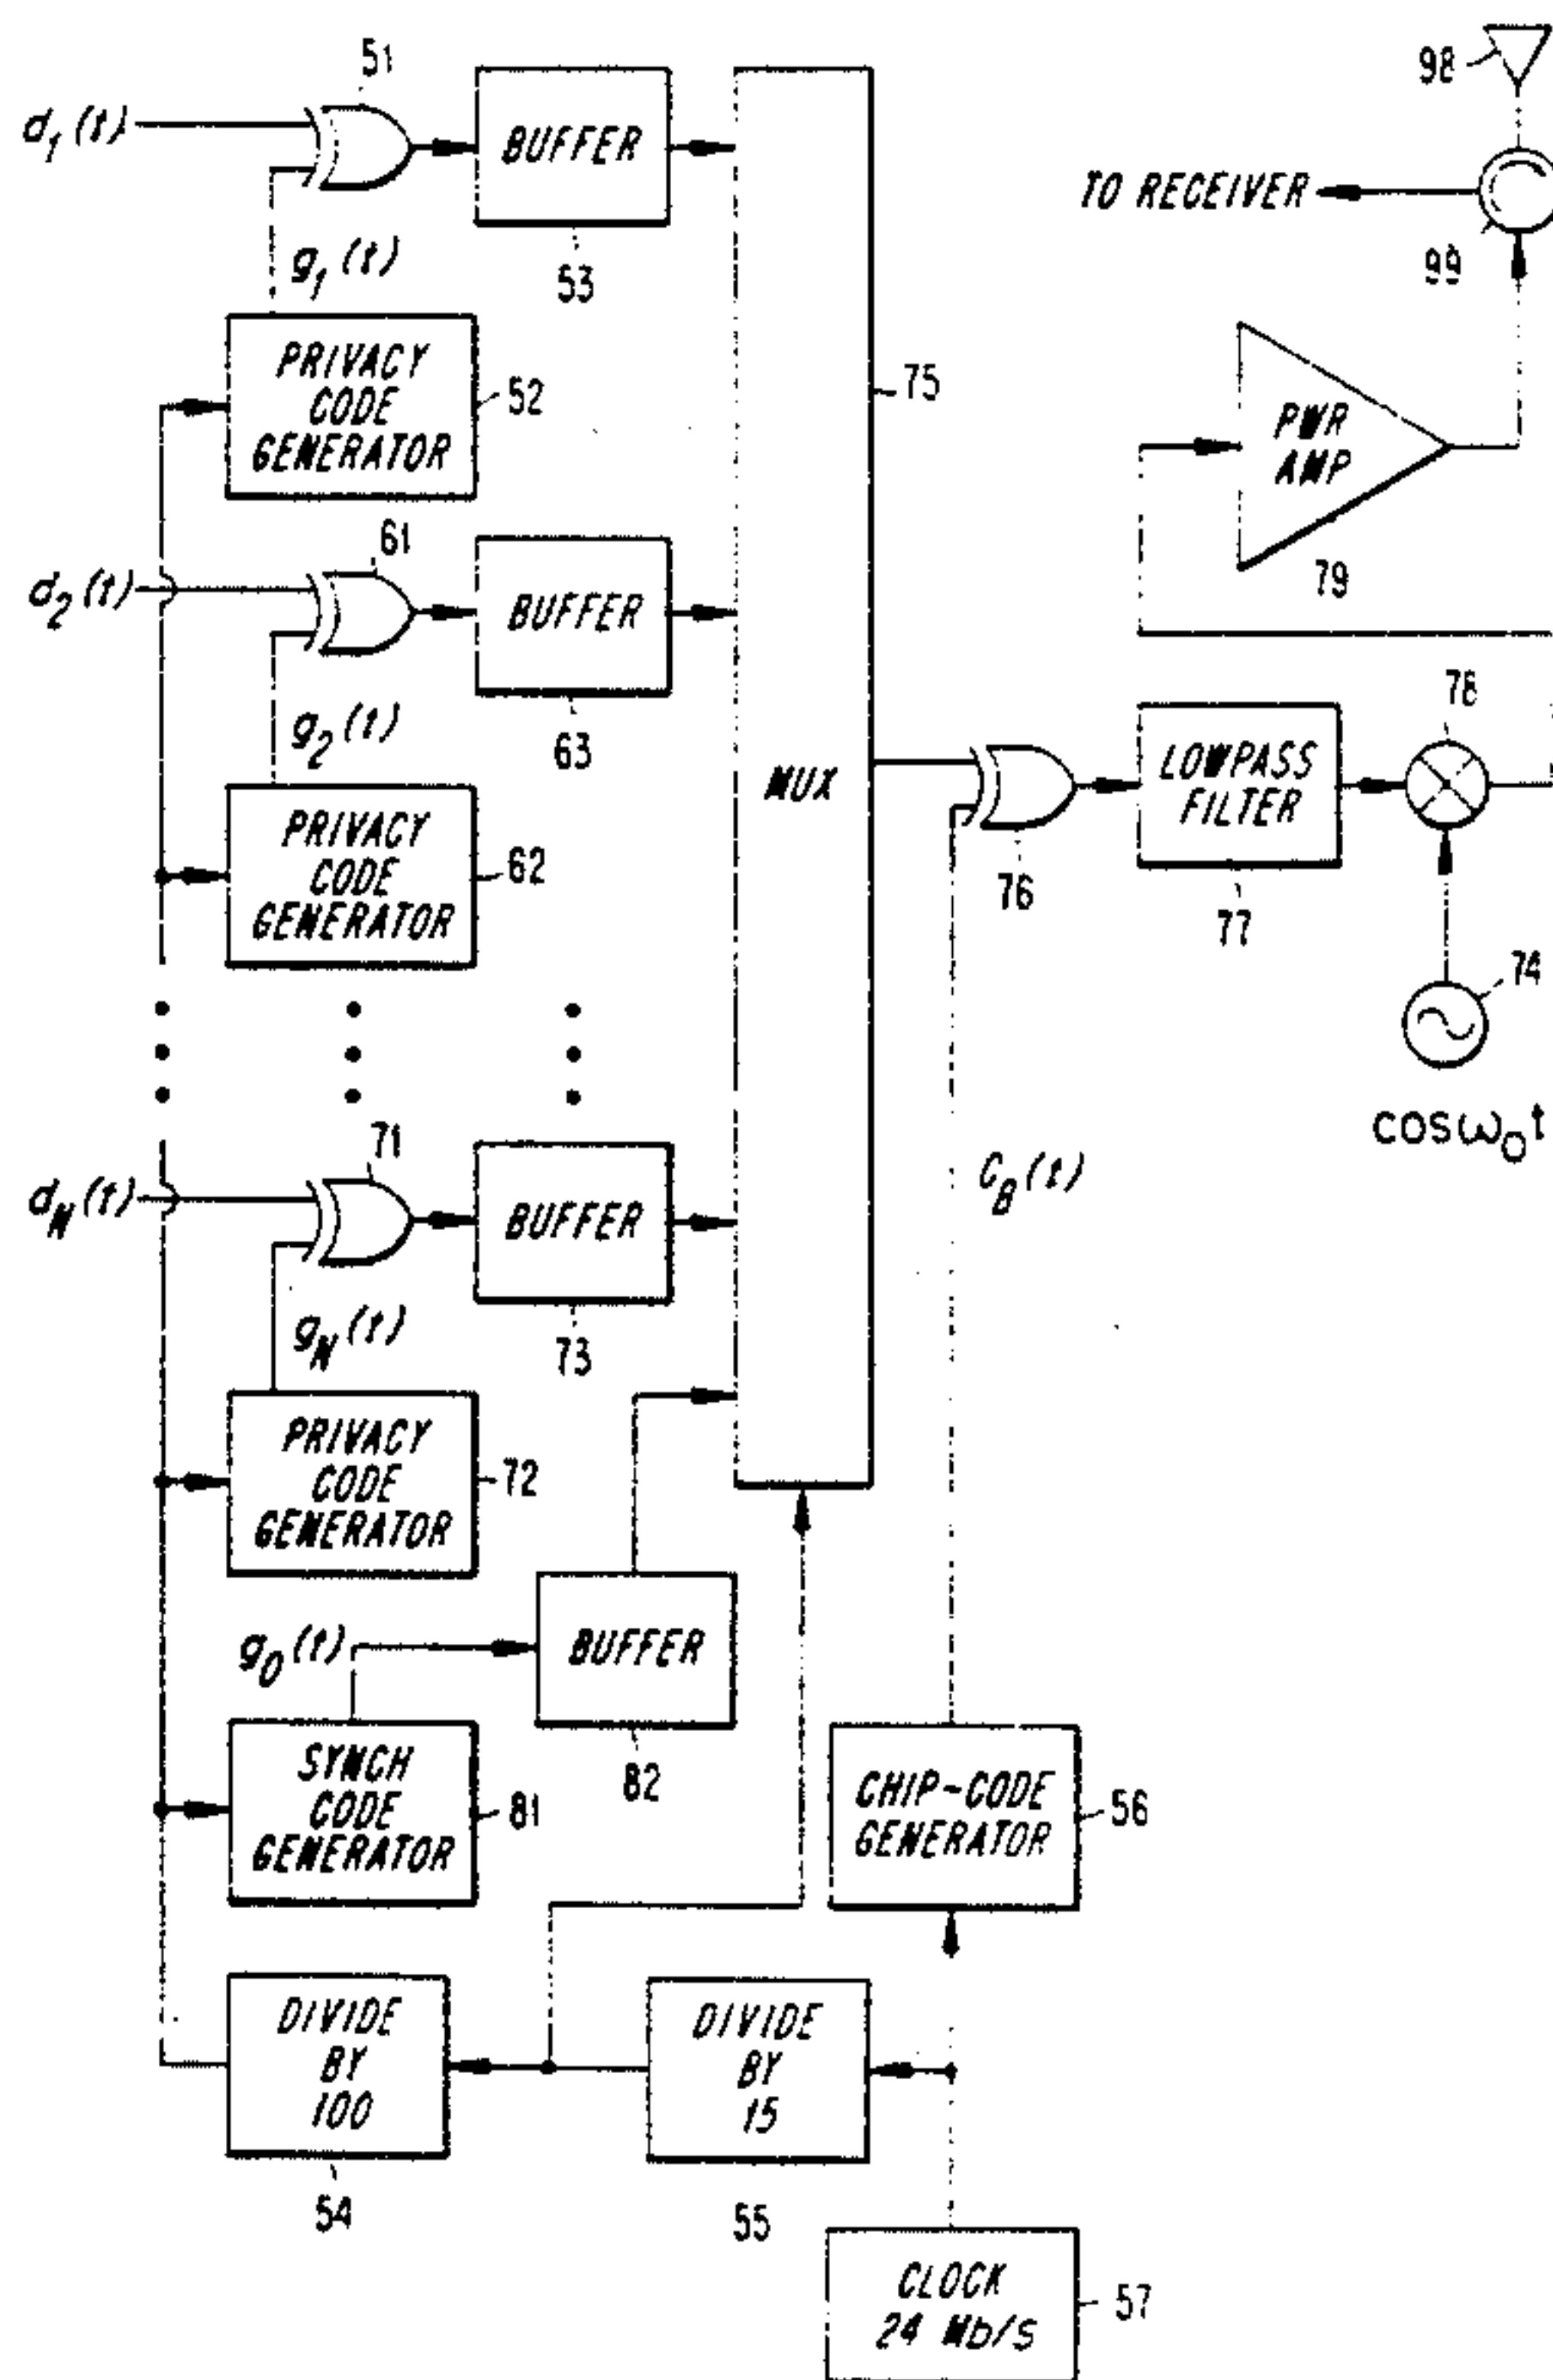 51
98
d1(t)
BUFFER
TO RECEIVER
g1(t)
53
99
PRIVACY
CODE
GENERATOR
52
75
PWR
AMP
61
79
d2(t)
BUFFER
g2(t)
63
78
MUX
LOWPASS
FILTER
PRIVACY
CODE
GENERATOR
62
76
77
74
cosω0t
71
dN(t)
BUFFER
CB(t)
gN(t)
73
PRIVACY
CODE
GENERATOR
72
g0(t)
BUFFER
82
SYNCH
CODE
GENERATOR
81
CHIP-CODE
GENERATOR
56
DIVIDE
BY
100
54
DIVIDE
BY
15
55
CLOCK
24 Mb/s
57